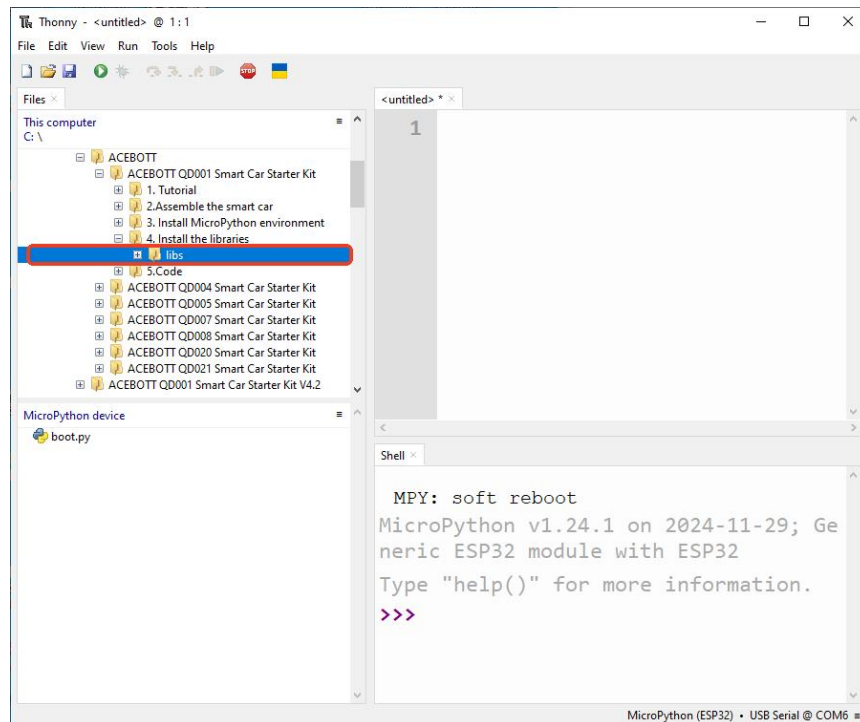 Thonny - <untitled> @ 1 : 1
File Edit View Run Tools Help
STOP
Files
This computer
C: \
ACEBOTT
ACEBOTT QD001 Smart Car Starter Kit
1. Tutorial
2.Assemble the smart car
3. Install MicroPython environment
4. Install the libraries
libs
5.Code
ACEBOTT QD004 Smart Car Starter Kit
ACEBOTT QD005 Smart Car Starter Kit
ACEBOTT QD007 Smart Car Starter Kit
ACEBOTT QD008 Smart Car Starter Kit
ACEBOTT QD020 Smart Car Starter Kit
ACEBOTT QD021 Smart Car Starter Kit
ACEBOTT QD001 Smart Car Starter Kit V4.2
MicroPython device
boot.py
<untitled> *
1
Shell
MPY: soft reboot
MicroPython v1.24.1 on 2024-11-29; Ge
neric ESP32 module with ESP32
Type "help()" for more information.
>>>
MicroPython (ESP32) • USB Serial @ COM6